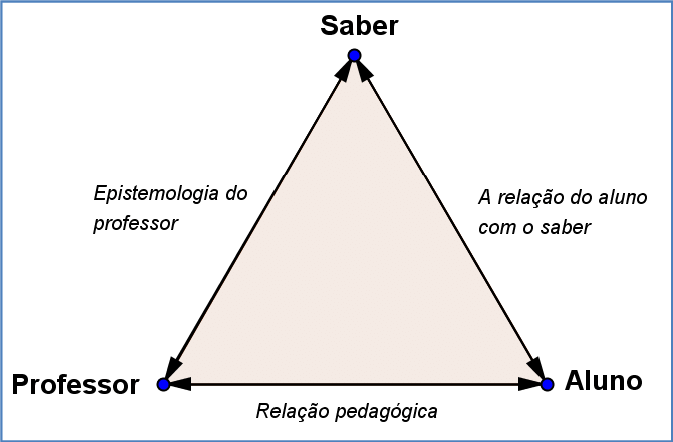 Saber
Epistemologia do
professor
A relação do aluno
com o saber
Professor
Aluno
Relação pedagógica